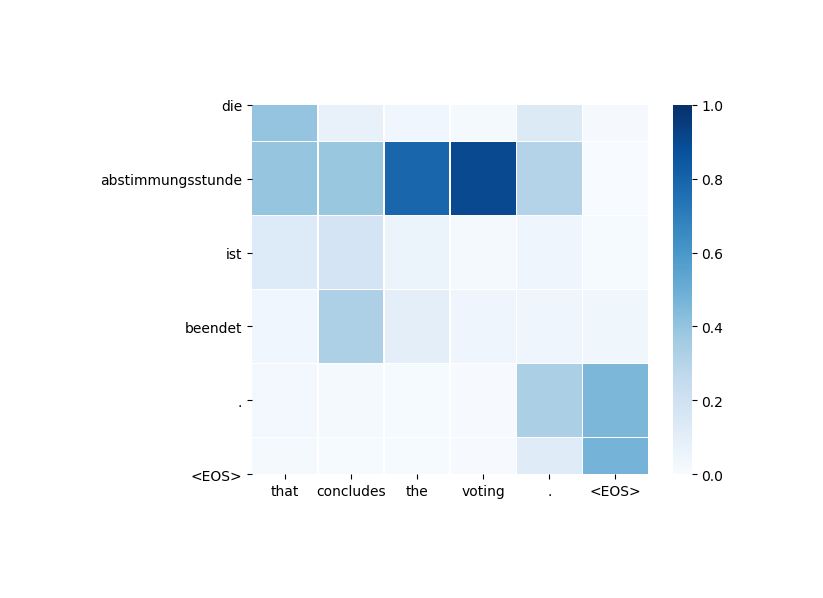 die
abstimmungsstunde
ist
beendet
.
<EOS>
that concludes the voting . <EOS>
1.0
0.8
0.6
0.4
0.2
0.0